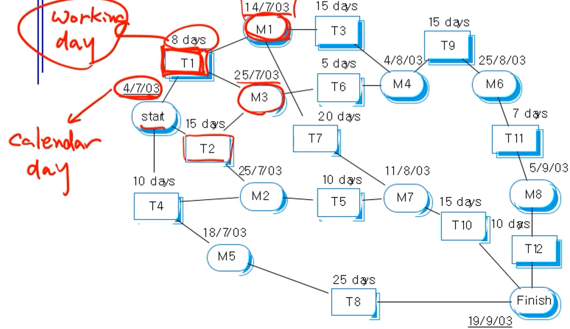 Working
day
14/7/03
15 days
8 days
M1
T3
15 days
T9
T1
25/7/03
5 days
4/8/03
25/8/03
4/7/03
M3
T6
M4
M6
start
15 days
20 days
7 days
calendar
day
T2
T7
T11
25/7/03
5/9/03
10 days
M2
10 days
11/8/03
M8
T4
T5
M7
15 days
10 days
18/7/03
T10
T12
M5
25 days
T8
Finish
19/9/03